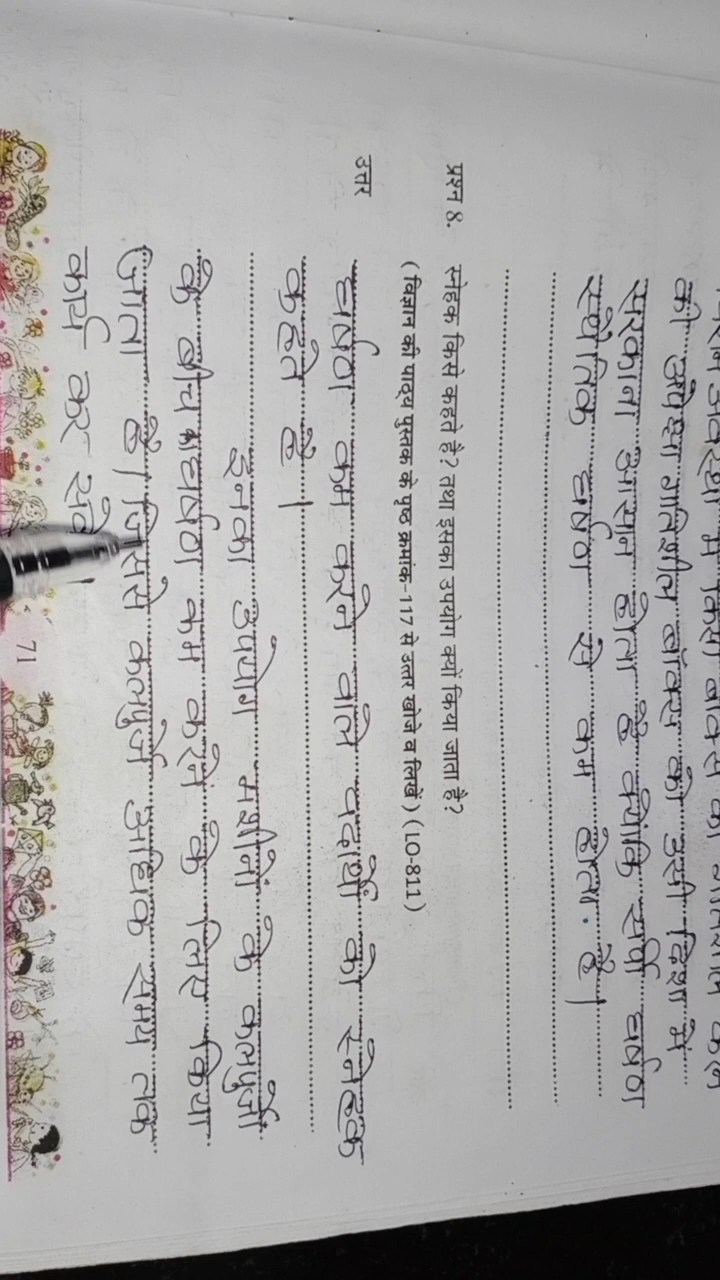 की अपेक्षा गतिशील बॉक्स को उसी दिशा में
सरकाना आसान होता है क्योंकि सर्पी घर्षण
स्थैतिक घर्षण से कम होता है।
प्रश्न 8. स्नेहक किसे कहते हैं? तथा इसका उपयोग क्यों किया जाता है?
(विज्ञान की पाठ्य पुस्तक के पृष्ठ क्रमांक-117 से उत्तर खोजें व लिखें) (LO-811)
उत्तर घर्षण कम करने वाले पदार्थों को स्नेहक
कहते है।
इनका उपयोग मशीनों के कलपुर्जों
के बीच घर्षण कम करने के लिए किया
जाता है। जिससे कलपुर्जे अधिक समय तक
कार्य कर सके।
71